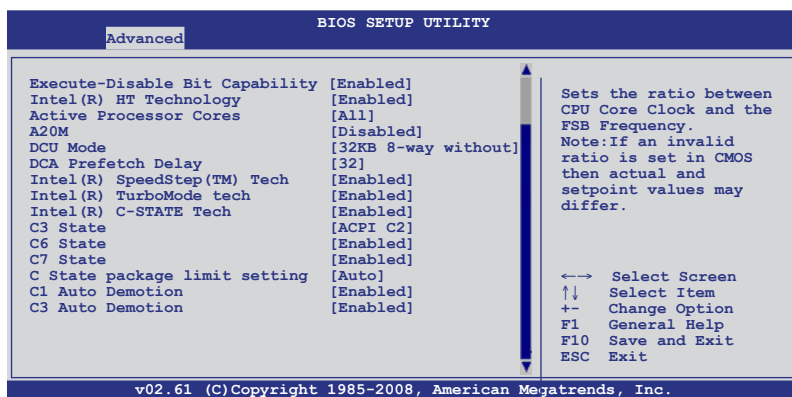 BIOS SETUP UTILITY
Advanced
Execute-Disable Bit Capability [Enabled]
Intel(R) HT Technology [Enabled]
Active Processor Cores [All]
A20M [Disabled]
DCU Mode [32KB 8-way without]
DCA Prefetch Delay [32]
Intel(R) SpeedStep(TM) Tech [Enabled]
Intel(R) TurboMode tech [Enabled]
Intel(R) C-STATE Tech [Enabled]
C3 State [ACPI C2]
C6 State [Enabled]
C7 State [Enabled]
C State package limit setting [Auto]
C1 Auto Demotion [Enabled]
C3 Auto Demotion [Enabled]
Sets the ratio between
CPU Core Clock and the
FSB Frequency.
Note:If an invalid
ratio is set in CMOS
then actual and
setpoint values may
differ.
←→ Select Screen
↑↓ Select Item
+- Change Option
F1 General Help
F10 Save and Exit
ESC Exit
v02.61 (C)Copyright 1985-2008, American Megatrends, Inc.